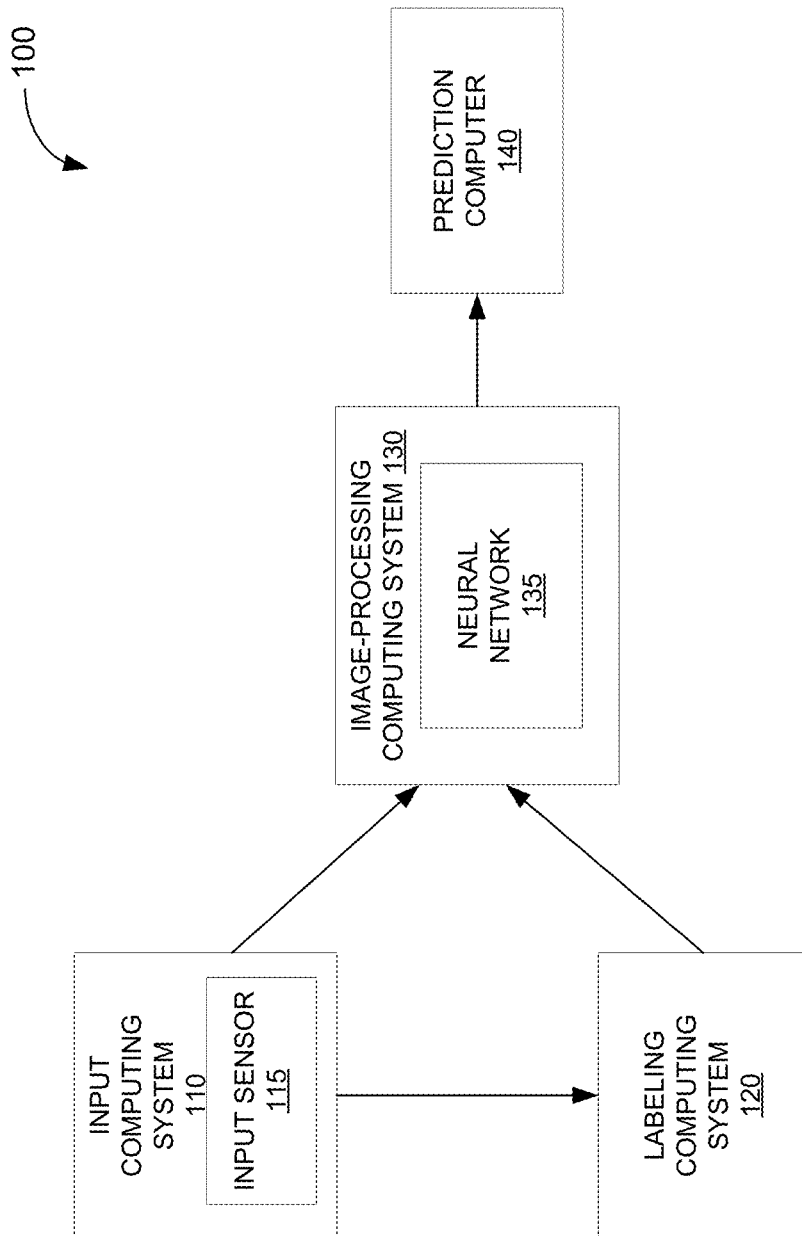 100
INPUT
COMPUTING
SYSTEM
110
INPUT SENSOR
115
LABELING
COMPUTING
SYSTEM
120
IMAGE-PROCESSING
COMPUTING SYSTEM 130
NEURAL
NETWORK
135
PREDICTION
COMPUTER
140